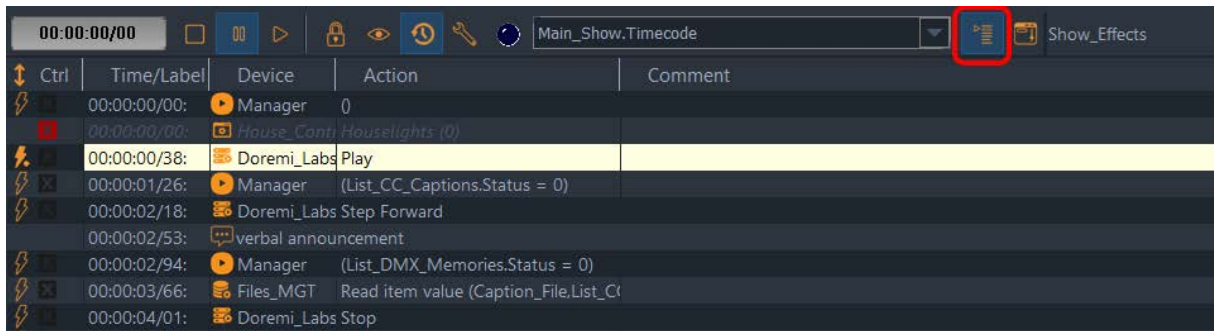 00:00:00/00 Main_Show.Timecode Show_Effects
Ctrl Time/Label Device Action Comment
00:00:00/00: Manager ()
00:00:00/00: House_Contr Houselights (0)
00:00:00/38: Doremi_Labs Play
00:00:01/26: Manager (List_CC_Captions.Status = 0)
00:00:02/18: Doremi_Labs Step Forward
00:00:02/53: verbal announcement
00:00:02/94: Manager (List_DMX_Memories.Status = 0)
00:00:03/66: Files_MGT Read item value (Caption_File,List_CC
00:00:04/01: Doremi_Labs Stop